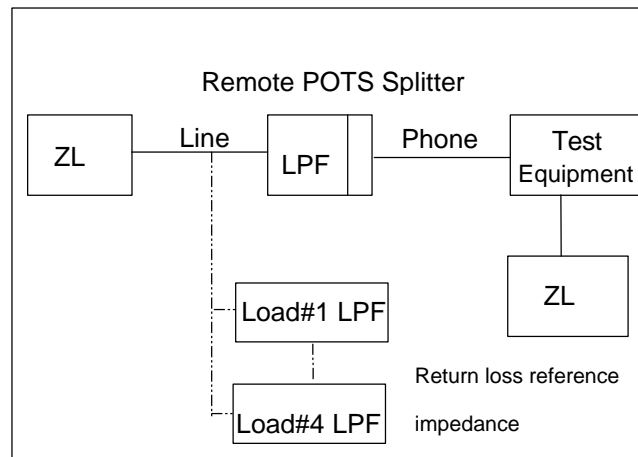 Remote POTS Splitter
ZL
Line
LPF
Phone
Test
Equipment
ZL
Load#1 LPF
Load#4 LPF
Return loss reference
impedance